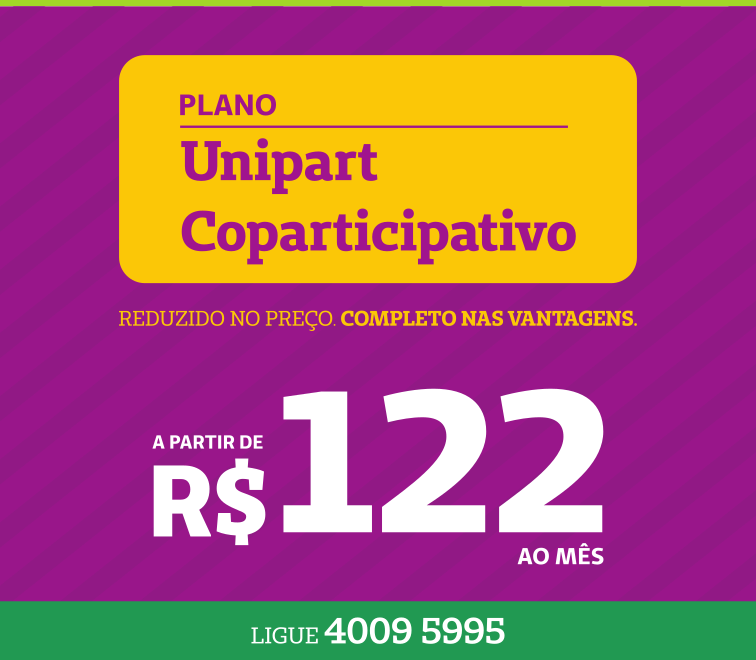 PLANO
Unipart
Coparticipativo
REDUZIDO NO PREÇO. COMPLETO NAS VANTAGENS.
A PARTIR DE
R$122
AO MÊS
LIGUE 4009 5995